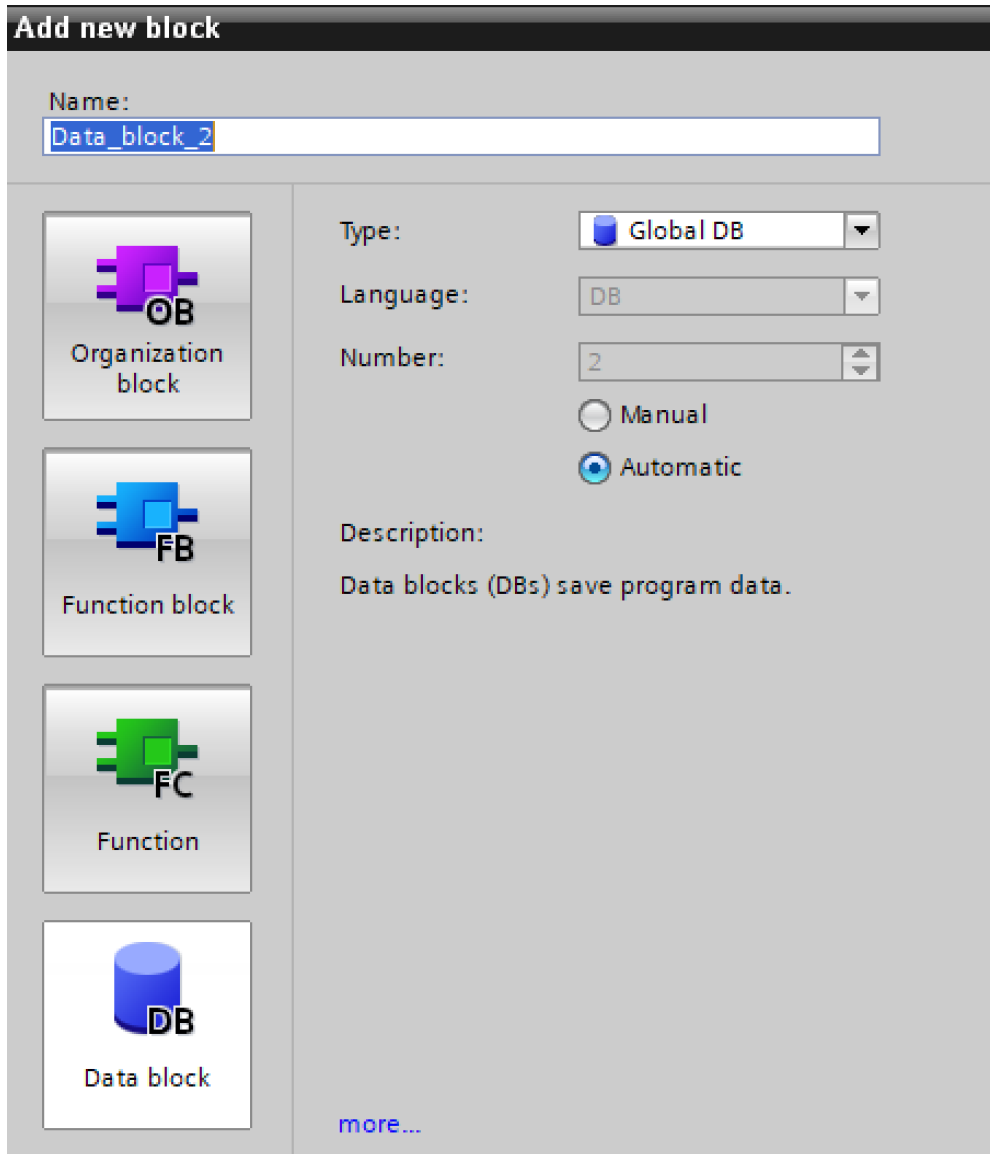 Add new block
Name:
Data_block_2
OB
Organization
block
FB
Function block
FC
Function
DB
Data block
Type:
Global DB
Language:
DB
Number:
2
Manual
Automatic
Description:
Data blocks (DBs) save program data.
more...